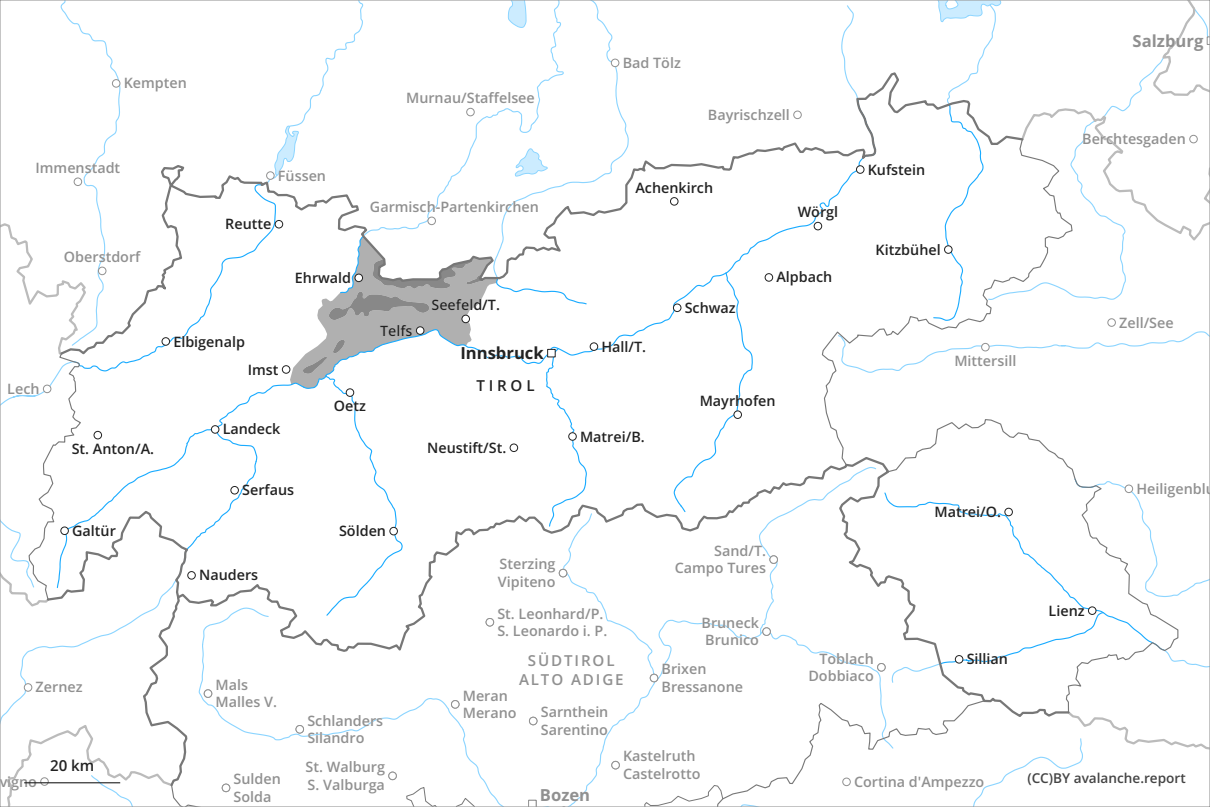 Salzburg
Bad Tölz
Kempten
Murnau/Staffelsee
Bayrischzell
Berchtesgaden
Immenstadt
Füssen
Kufstein
Achenkirch
Garmisch-Partenkirchen
Wörgl
Reutte
Kitzbühel
Oberstdorf
Ehrwald
Alpbach
Seefeld/T.
Schwaz
Zell/See
Telfs
Elbigenalp
Innsbruck
Hall/T.
Mittersill
Imst
TIROL
Lech
Oetz
Mayrhofen
Landeck
Matrei/B.
St. Anton/A.
Neustift/St.
Serfaus
Heiligenblu
Matrei/O.
Galtür
Sölden
Sand/T.
Campo Tures
Sterzing
Vipiteno
Nauders
St. Leonhard/P.
S. Leonardo i. P.
Lienz
Bruneck
Brunico
SÜDTIROL
ALTO ADIGE
Toblach
Dobbiaco
Sillian
Brixen
Bressanone
Zernez
Mals
Malles V.
Meran
Merano
Sarnthein
Sarentino
Schlanders
Silandro
Kastelruth
Castelrotto
St. Walburg
S. Valburga
20 km
vigno
Sulden
Solda
Cortina d'Ampezzo
(CC)BY avalanche.report
Bozen